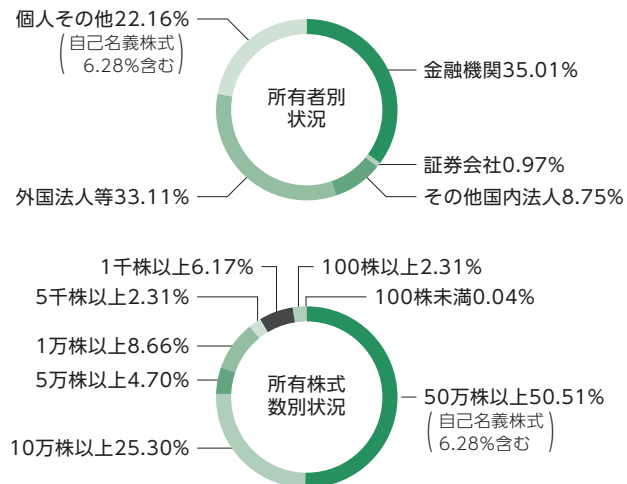 個人その他22.16%
(自己名義株式
6.28%含む)
所有者別
状況
金融機関35.01%
証券会社0.97%
その他国内法人8.75%
外国法人等33.11%
1千株以上6.17%
100株以上2.31%
5千株以上2.31%
100株未満0.04%
1万株以上8.66%
5万株以上4.70%
所有株式
数別状況
50万株以上50.51%
(自己名義株式
6.28%含む)
10万株以上25.30%